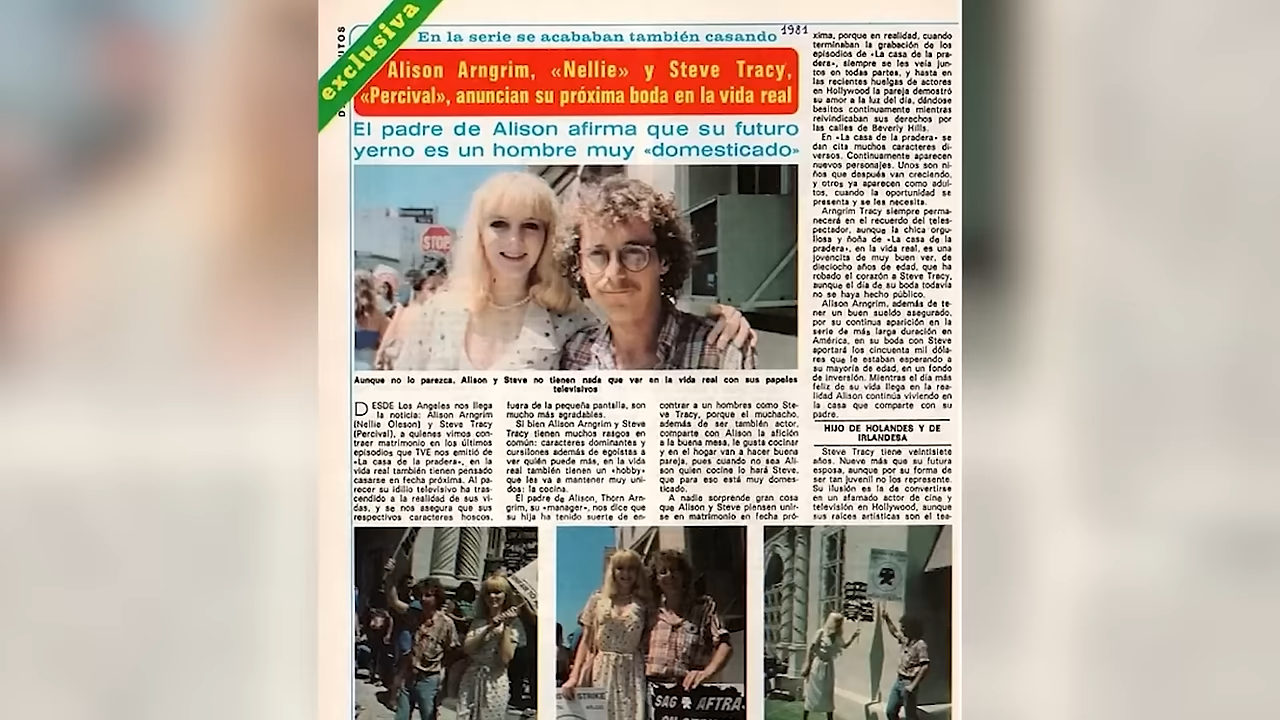 exclusiva
En la serie se acababan también casando
1981
Alison Arngrim, «Nellie» y Steve Tracy,
«Percival», anuncian su próxima boda en la vida real
El padre de Alison afirma que su futuro
yerno es un hombre muy «domesticado»
STOP
Aunque no lo parezca, Alison y Steve no tienen nada que ver en la vida real con sus papeles
televisivos
DESDE Los Angeles nos llega
la noticia: Alison Arngrim
(Nellie Oleson) y Steve Tracy
(Percival), a quienes vimos con-
traer matrimonio en los últimos
episodios que TVE nos emitió de
«La casa de la pradera», en la
vida real también tienen pensado
casarse en fecha próxima. Al pa-
recer su idilio televisivo ha tras-
cendido a la realidad de sus vi-
das, y se nos asegura que sus
respectivos caracteres hoscos,
fuera de la pequeña pantalla, son
mucho más agradables.
Si bien Alison Arngrim y Steve
Tracy tienen muchos rasgos en
común: caracteres dominantes y
cursilones además de egoístas a
ver quién puede más, en la vida
real también tienen un «hobby»
que les va a mantener muy uni-
dos: la cocina.
El padre de Alison, Thorn Arn-
grim, su «manager», nos dice que
su hija ha tenido suerte de en-
contrar a un hombres como Ste-
ve Tracy, porque el muchacho,
además de ser también actor,
comparte con Alison la afición
a la buena mesa, le gusta cocinar
y en el hogar van a hacer buena
pareja, pues cuando no sea Ali-
son quien cocine lo hará Steve,
que para eso está muy domes-
ticado.
A nadie sorprende gran cosa
que Alison y Steve piensen unir-
se en matrimonio en fecha pró-
xima, porque en realidad, cuando
terminaban la grabación de los
episodios de «La casa de la pra-
dera», siempre se les veía jun-
tos en todas partes, y hasta en
las recientes huelgas de actores
en Hollywood la pareja demostró
su amor a la luz del día, dándose
besitos continuamente mientras
reivindicaban sus derechos por
las calles de Beverly Hills.
En «La casa de la pradera» se
dan cita muchos caracteres di-
versos. Continuamente aparecen
nuevos personajes. Unos son ni-
ños que después van creciendo,
y otros ya aparecen como adul-
tos, cuando la oportunidad se
presenta y se les necesita.
Arngrim Tracy siempre perma-
necerá en el recuerdo del teles-
pectador, aunque la chica orgu-
llosa y ñoña de «La casa de la
pradera», en la vida real, es una
jovencita de muy buen ver, de
dieciocho años de edad, que ha
robado el corazón a Steve Tracy,
aunque el día de su boda todavía
no se haya hecho público.
Alison Arngrim, además de te-
ner un buen sueldo asegurado,
por su continua aparición en la
serie de más larga duración en
América, en su boda con Steve
aportará los cincuenta mil dóla-
res que le estaban esperando a
su mayoría de edad, en un fondo
de inversión. Mientras el día más
feliz de su vida llega en la rea-
lidad Alison continúa viviendo en
la casa que comparte con su
padre.
HIJO DE HOLANDES Y DE
IRLANDESA
Steve Tracy tiene veintisiete
años. Nueve más que su futura
esposa, aunque por su forma de
ser tan juvenil no los represente.
Su ilusión es la de convertirse
en un afamado actor de cine y
televisión en Hollywood, aunque
sus raíces artísticas son el tea-
STRIKE
SAG AFTRA
ON STRIKE